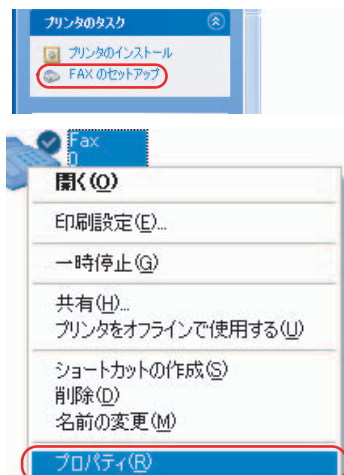 プリンタのタスク
プリンタのインストール
FAX のセットアップ
Fax
0
開く(O)
印刷設定(E)...
一時停止(G)
共有(H)...
プリンタをオフラインで使用する(U)
ショートカットの作成(S)
削除(D)
名前の変更(M)
プロパティ(R)